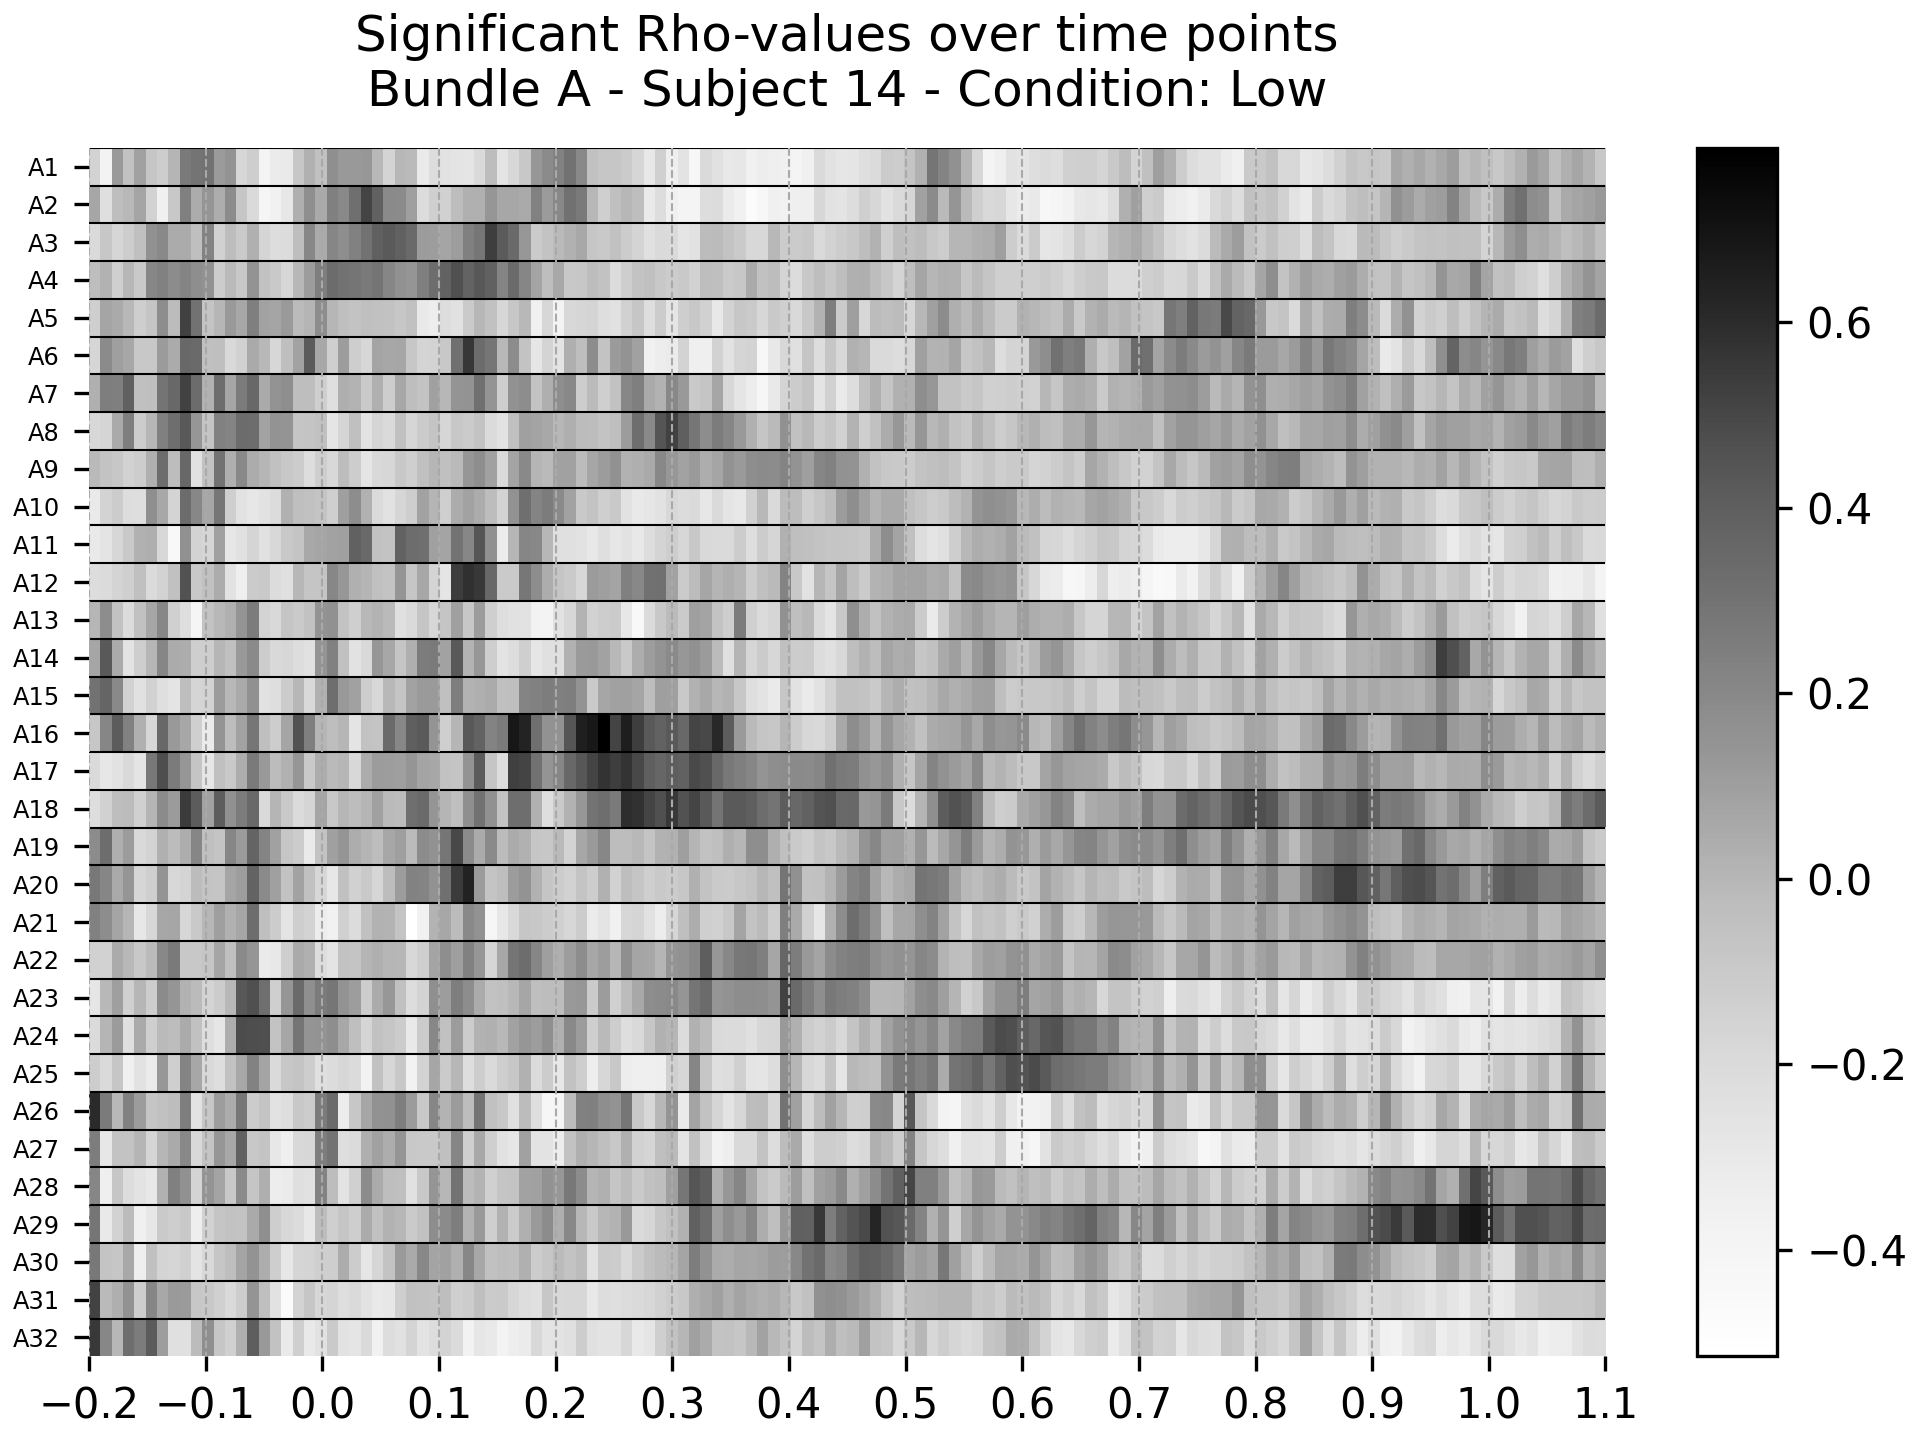 Significant Rho-values over time points
Bundle A - Subject 14 - Condition: Low
A1
A2
A3
A4
A5
A6
A7
A8
A9
A10
A11
A12
A13
A14
A15
A16
A17
A18
A19
A20
A21
A22
A23
A24
A25
A26
A27
A28
A29
A30
A31
A32
−0.2 −0.1 0.0 0.1 0.2 0.3 0.4 0.5 0.6 0.7 0.8 0.9 1.0 1.1
0.6
0.4
0.2
0.0
−0.2
−0.4